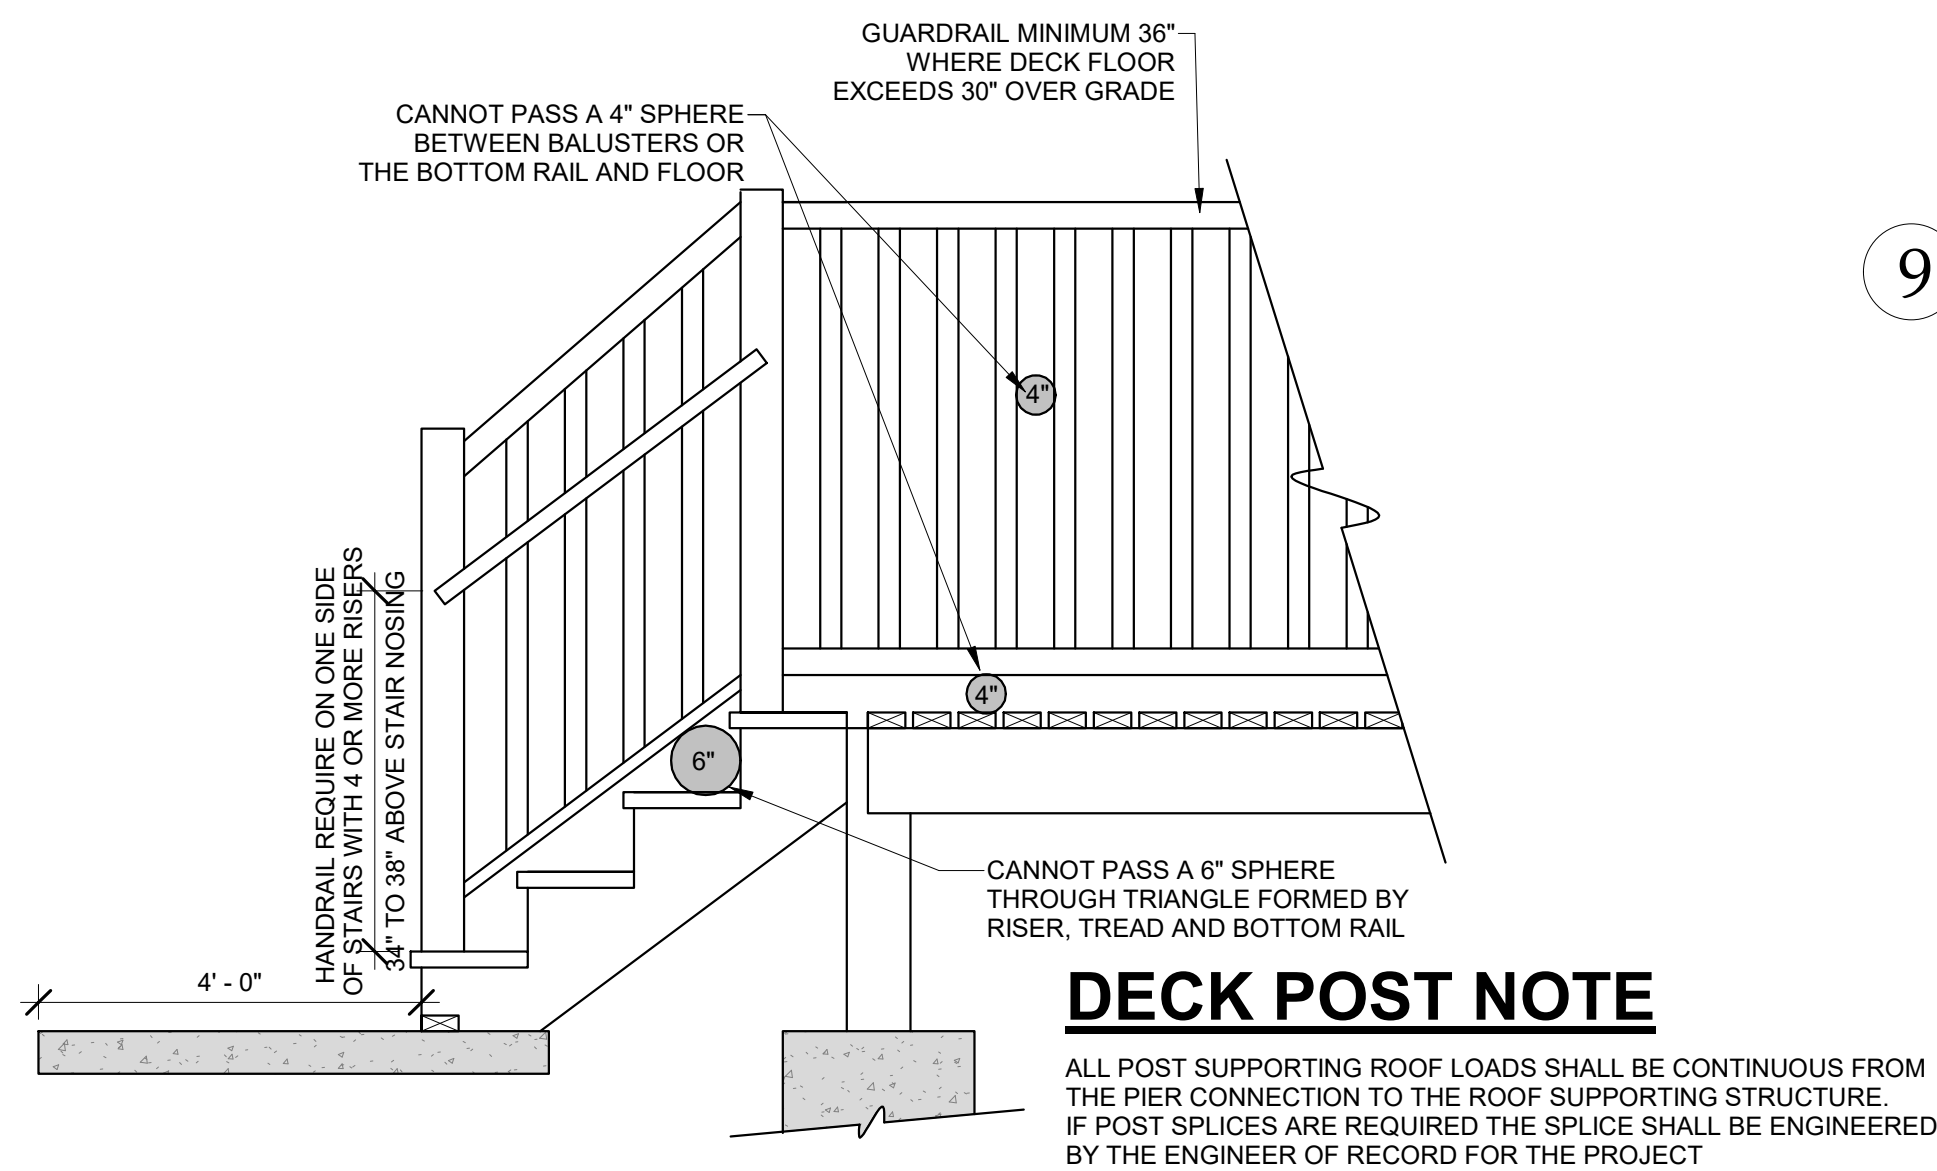 GUARDRAIL MINIMUM 36"
WHERE DECK FLOOR
EXCEEDS 30" OVER GRADE
CANNOT PASS A 4" SPHERE
BETWEEN BALUSTERS OR
THE BOTTOM RAIL AND FLOOR
9
4"
4"
6"
HANDRAIL REQUIRE ON ONE SIDE
OF STAIRS WITH 4 OR MORE RISERS
34" TO 38" ABOVE STAIR NOSING
CANNOT PASS A 6" SPHERE
THROUGH TRIANGLE FORMED BY
RISER, TREAD AND BOTTOM RAIL
4' - 0"
DECK POST NOTE
ALL POST SUPPORTING ROOF LOADS SHALL BE CONTINUOUS FROM
THE PIER CONNECTION TO THE ROOF SUPPORTING STRUCTURE.
IF POST SPLICES ARE REQUIRED THE SPLICE SHALL BE ENGINEERED
BY THE ENGINEER OF RECORD FOR THE PROJECT